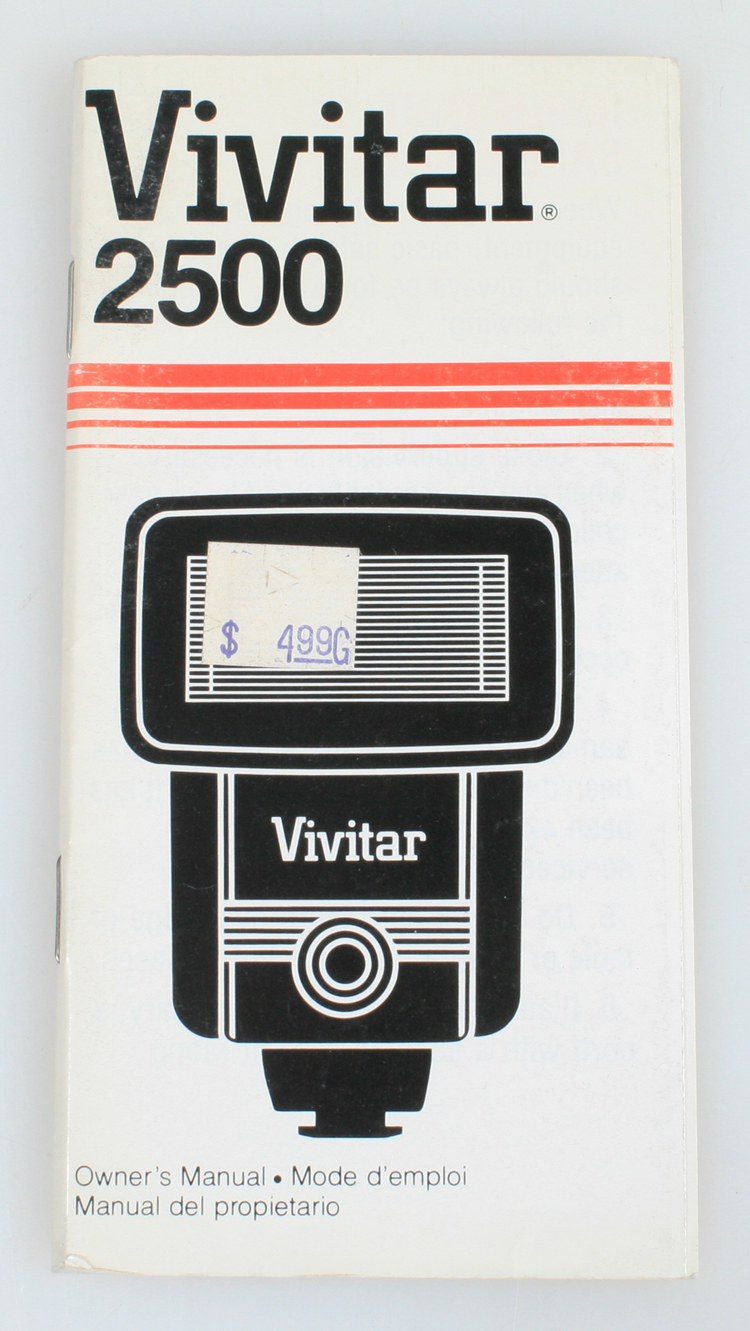 Vivitar®
2500
$ 499G
Vivitar
Owner's Manual • Mode d'emploi
Manual del propietario